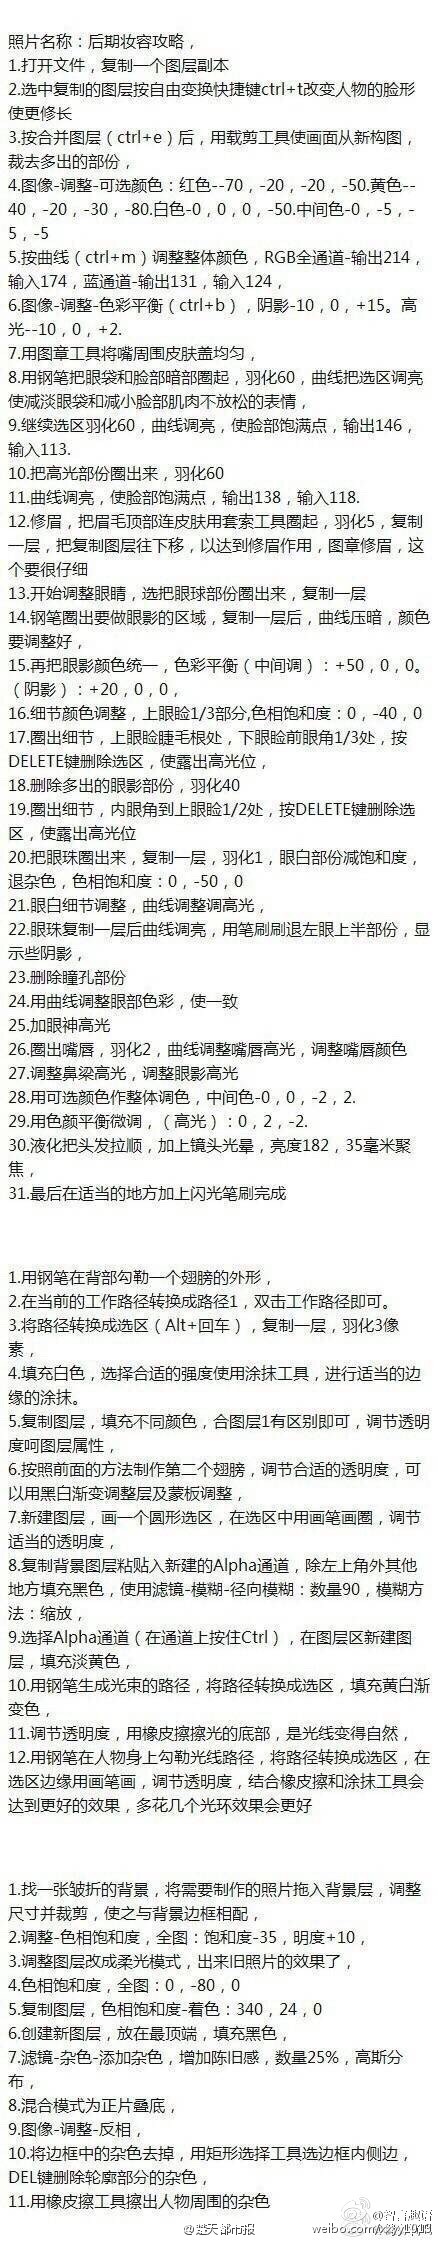 照片名称：后期妆容攻略，
1.打开文件，复制一个图层副本
2.选中复制的图层按自由变换快捷键ctrl+t改变人物的脸形
使更修长
3.按合并图层（ctrl+e）后，用载剪工具使画面从新构图，
裁去多出的部份，
4.图像-调整-可选颜色：红色--70，-20，-20，-50.黄色--
40，-20，-30，-80.白色-0，0，0，-50.中间色-0，-5，-
5，-5
5.按曲线（ctrl+m）调整整体颜色，RGB全通道-输出214，
输入174，蓝通道-输出131，输入124，
6.图像-调整-色彩平衡（ctrl+b），阴影-10，0，+15。高
光--10，0，+2.
7.用图章工具将嘴周围皮肤盖均匀，
8.用钢笔把眼袋和脸部暗部圈起，羽化60，曲线把选区调亮
使减淡眼袋和减小脸部肌肉不放松的表情，
9.继续选区羽化60，曲线调亮，使脸部饱满点，输出146，
输入113.
10.把高光部份圈出来，羽化60
11.曲线调亮，使脸部饱满点，输出138，输入118.
12.修眉，把眉毛顶部连皮肤用套索工具圈起，羽化5，复制
一层，把复制图层往下移，以达到修眉作用，图章修眉，这
个要很仔细
13.开始调整眼睛，选把眼球部份圈出来，复制一层
14.钢笔圈出要做眼影的区域，复制一层后，曲线压暗，颜色
要调整好，
15.再把眼影颜色统一，色彩平衡（中间调）：+50，0，0。
（阴影）：+20，0，0，
16.细节颜色调整，上眼睑1/3部分,色相饱和度：0，-40，0
17.圈出细节，上眼睑睫毛根处，下眼睑前眼角1/3处，按
DELETE键删除选区，使露出高光位，
18.删除多出的眼影部份，羽化40
19.圈出细节，内眼角到上眼睑1/2处，按DELETE键删除选
区，使露出高光位
20.把眼珠圈出来，复制一层，羽化1，眼白部份减饱和度，
退杂色，色相饱和度：0，-50，0
21.眼白细节调整，曲线调整调高光，
22.眼珠复制一层后曲线调亮，用笔刷刷退左眼上半部份，显
示些阴影，
23.删除瞳孔部份
24.用曲线调整眼部色彩，使一致
25.加眼神高光
26.圈出嘴唇，羽化2，曲线调整嘴唇高光，调整嘴唇颜色
27.调整鼻梁高光，调整眼影高光
28.用可选颜色作整体调色，中间色-0，0，-2，2.
29.用色颜平衡微调，（高光）：0，2，-2.
30.液化把头发拉顺，加上镜头光晕，亮度182，35毫米聚
焦，
31.最后在适当的地方加上闪光笔刷完成
1.用钢笔在背部勾勒一个翅膀的外形，
2.在当前的工作路径转换成路径1，双击工作路径即可。
3.将路径转换成选区（Alt+回车），复制一层，羽化3像
素，
4.填充白色，选择合适的强度使用涂抹工具，进行适当的边
缘的涂抹。
5.复制图层，填充不同颜色，合图层1有区别即可，调节透明
度呵图层属性，
6.按照前面的方法制作第二个翅膀，调节合适的透明度，可
以用黑白渐变调整层及蒙板调整，
7.新建图层，画一个圆形选区，在选区中用画笔画圈，调节
适当的透明度，
8.复制背景图层粘贴入新建的Alpha通道，除左上角外其他
地方填充黑色，使用滤镜-模糊-径向模糊：数量90，模糊方
法：缩放，
9.选择Alpha通道（在通道上按住Ctrl），在图层区新建图
层，填充淡黄色，
10.用钢笔生成光束的路径，将路径转换成选区，填充黄白渐
变色，
11.调节透明度，用橡皮擦擦光的底部，是光线变得自然，
12.用钢笔在人物身上勾勒光线路径，将路径转换成选区，在
选区边缘用画笔画，调节透明度，结合橡皮擦和涂抹工具会
达到更好的效果，多花几个光环效果会更好
1.找一张皱折的背景，将需要制作的照片拖入背景层，调整
尺寸并裁剪，使之与背景边框相配，
2.调整-色相饱和度，全图：饱和度-35，明度+10，
3.调整图层改成柔光模式，出来旧照片的效果了，
4.色相饱和度，全图：0，-80，0
5.复制图层，色相饱和度-着色：340，24，0
6.创建新图层，放在最顶端，填充黑色，
7.滤镜-杂色-添加杂色，增加陈旧感，数量25%，高斯分
布，
8.混合模式为正片叠底，
9.图像-调整-反相，
10.将边框中的杂色去掉，用矩形选择工具选边框内侧边，
DEL键删除轮廓部分的杂色，
11.用橡皮擦工具擦出人物周围的杂色
@楚天都市报